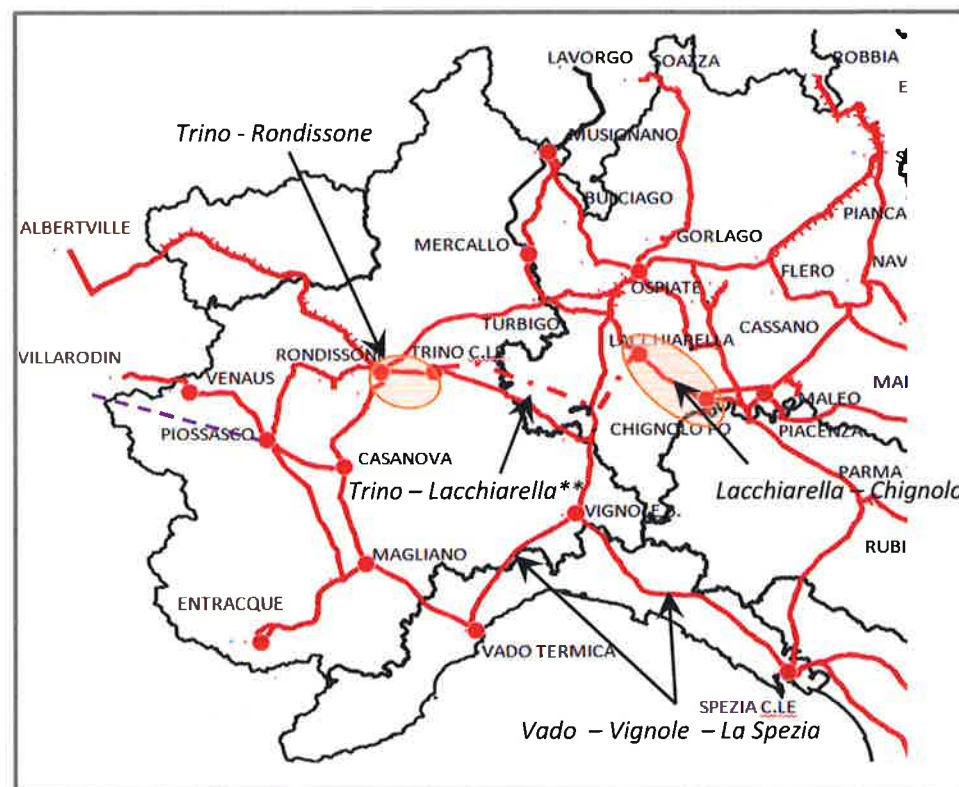 LAVORGO
SOAZZA
ROBBIA
E
Trino - Rondissone
MUSIGNANO
S
BULCIAGO
PIANCA
ALBERTVILLE
MERCALLO
GORLAGO
NAV
FLERO
OSPIATE
TURBIGO
CASSANO
LACCHIARELLA
VILLARODIN
RONDISSONE
TRINO C.LE
VENAUS
MALEO
MAI
CHIGNOLO PO
PIACENZA
PIOSSASCO
CASANOVA
PARMA
Trino – Lacchiarella**
Lacchiarella – Chignolo
VIGNOLE B.
RUBI
MAGLIANO
ENTRACQUE
VADO TERMICA
SPEZIA C.LE
Vado – Vignole – La Spezia